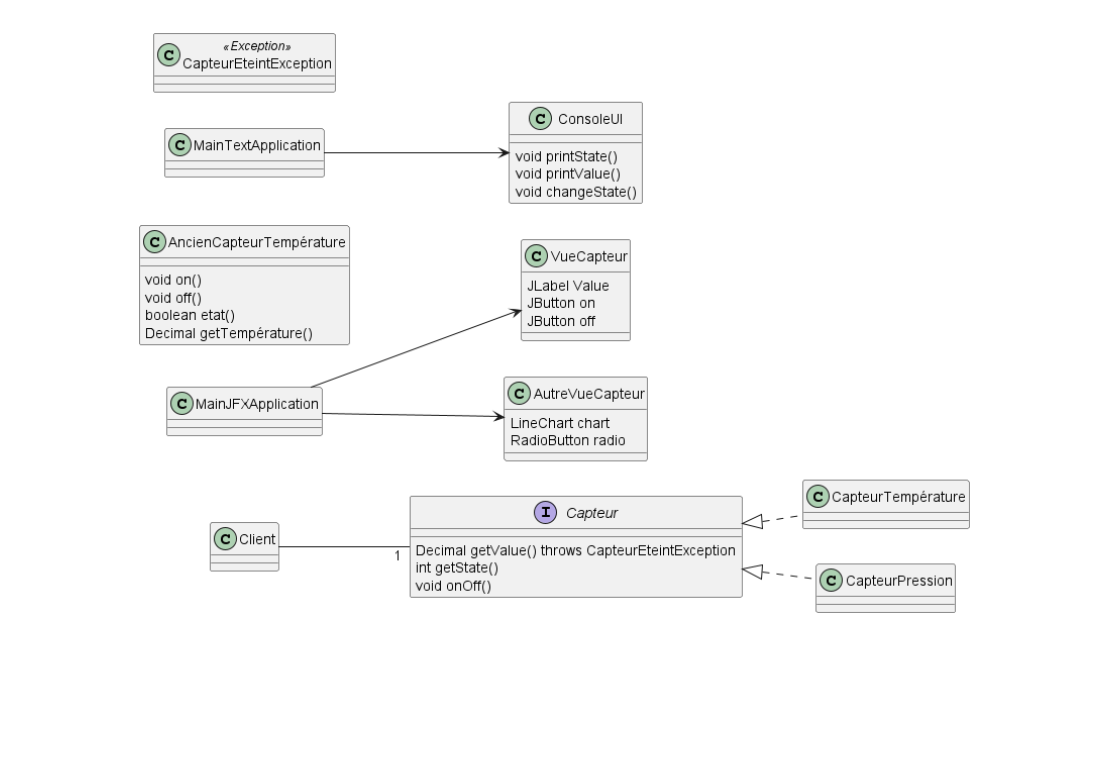 «Exception»
C CapteurEteintException
C MainTextApplication
C ConsoleUI
void printState()
void printValue()
void changeState()
C AncienCapteurTempérature
void on()
void off()
boolean etat()
Decimal getTempérature()
C VueCapteur
JLabel Value
JButton on
JButton off
C MainJFXApplication
C AutreVueCapteur
LineChart chart
RadioButton radio
C Client
1
I Capteur
Decimal getValue() throws CapteurEteintException
int getState()
void onOff()
C CapteurTempérature
C CapteurPression